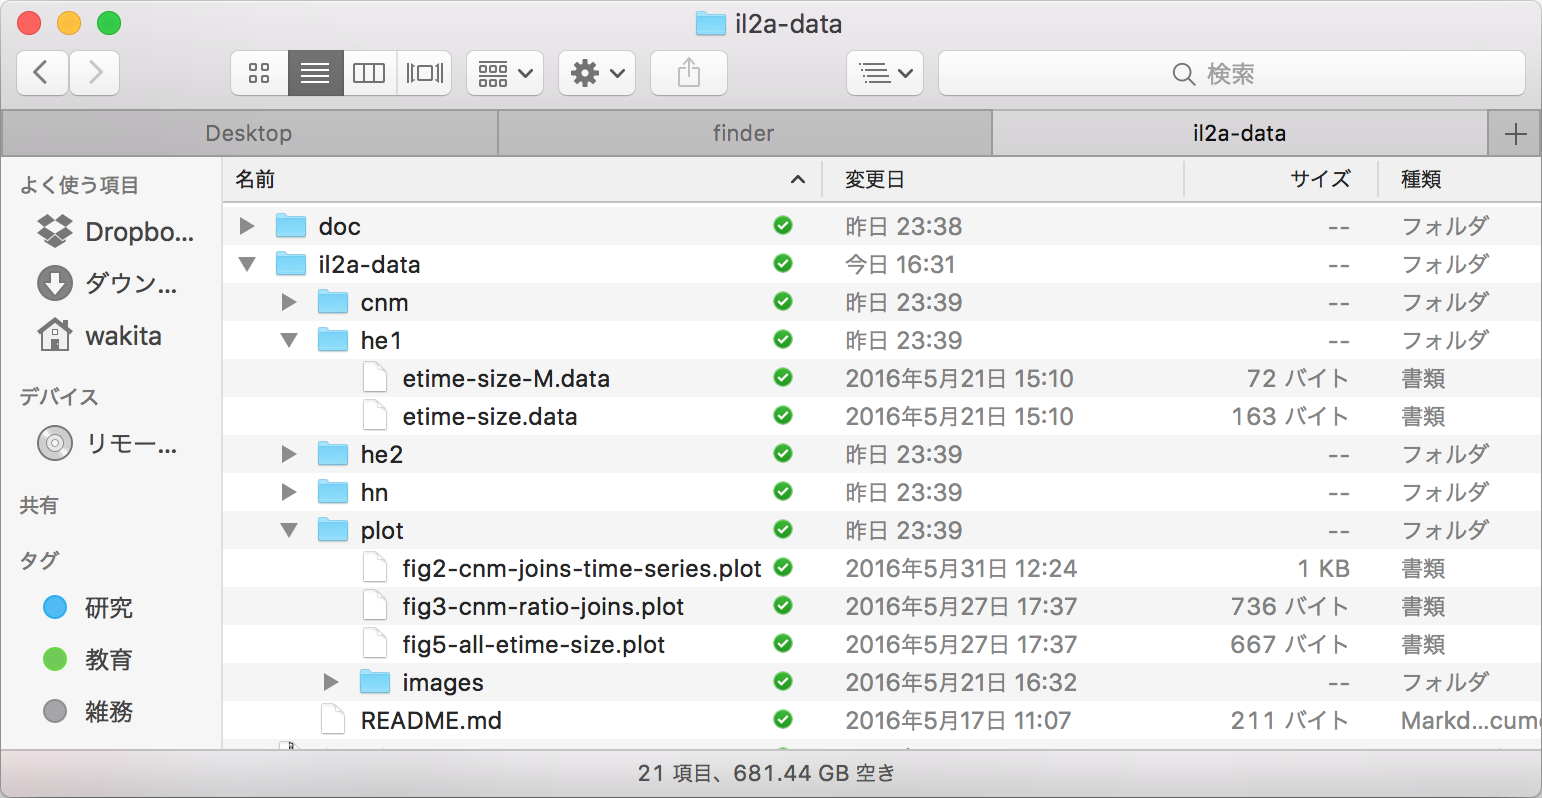 il2a-data
検索
Desktop finder il2a-data
よく使う項目
Dropbo...
ダウン...
wakita
デバイス
リモー...
共有
タグ
研究
教育
雑務
名前 変更日 サイズ 種類
doc 昨日 23:38 -- フォルダ
il2a-data 今日 16:31 -- フォルダ
cnm 昨日 23:39 -- フォルダ
he1 昨日 23:39 -- フォルダ
etime-size-M.data 2016年5月21日 15:10 72 バイト 書類
etime-size.data 2016年5月21日 15:10 163 バイト 書類
he2 昨日 23:39 -- フォルダ
hn 昨日 23:39 -- フォルダ
plot 昨日 23:39 -- フォルダ
fig2-cnm-joins-time-series.plot 2016年5月31日 12:24 1 KB 書類
fig3-cnm-ratio-joins.plot 2016年5月27日 17:37 736 バイト 書類
fig5-all-etime-size.plot 2016年5月27日 17:37 667 バイト 書類
images 2016年5月21日 16:32 -- フォルダ
README.md 2016年5月17日 11:07 211 バイト Markd...cume
21 項目、681.44 GB 空き